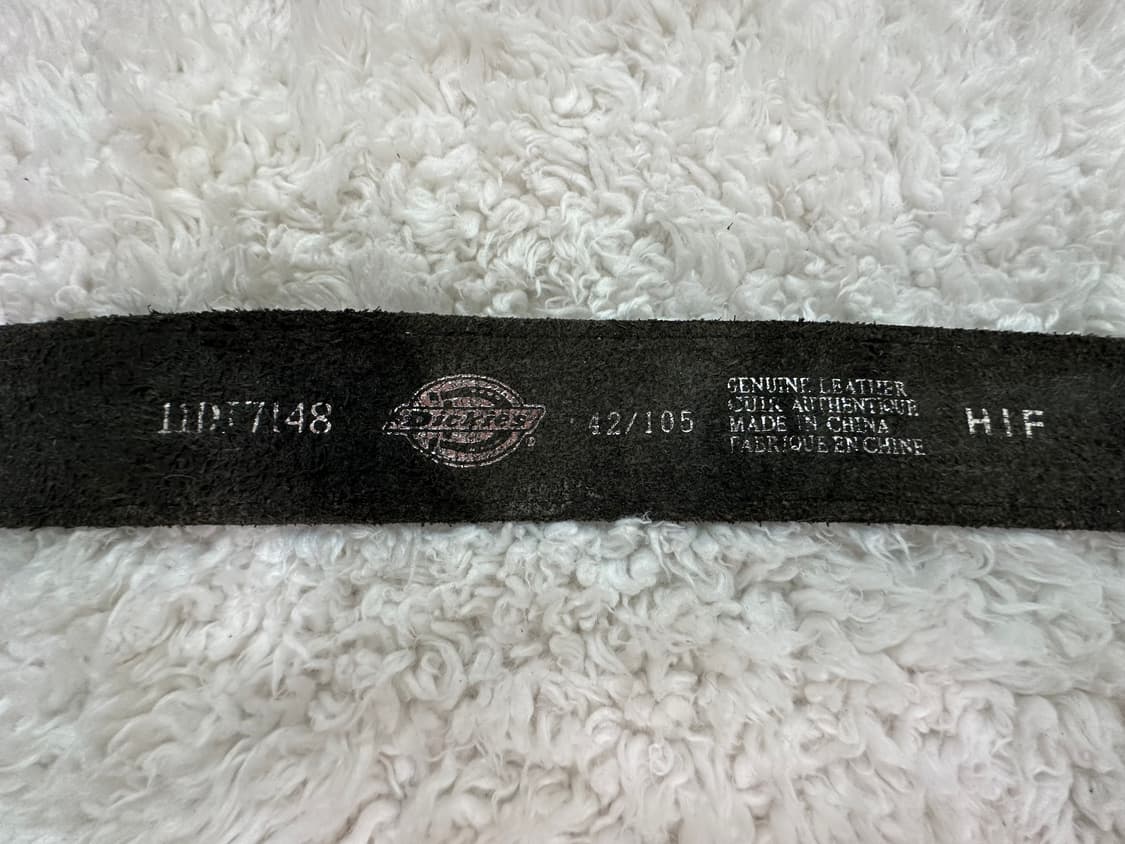 Dickies
®
42/105
GENUINE LEATHER
CUIR AUTHENTIQUE
MADE IN CHINA
FABRIQUE EN CHINE
HIF